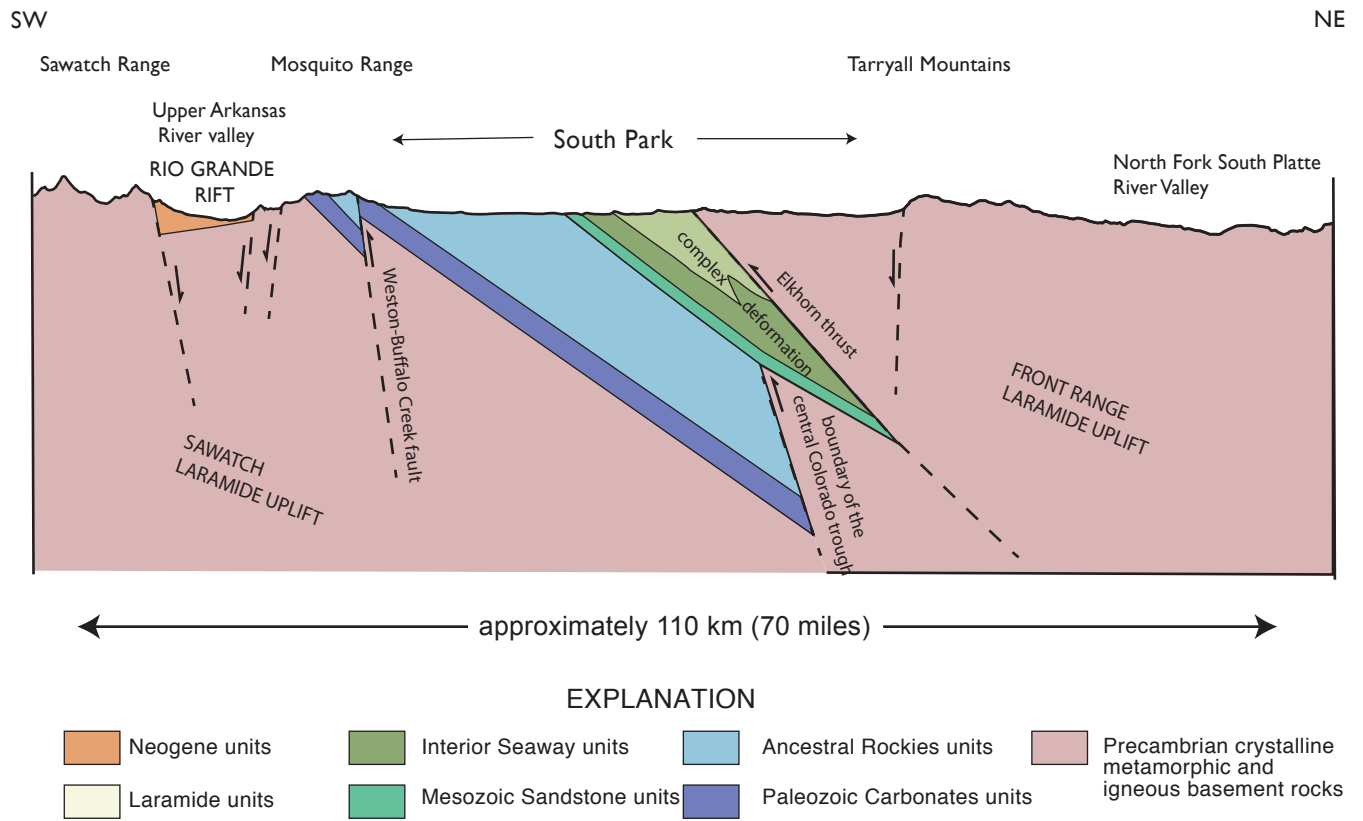 SW
NE
Sawatch Range
Mosquito Range
Tarryall Mountains
Upper Arkansas
River valley
RIO GRANDE
RIFT
South Park
North Fork South Platte
River Valley
complex
deformation
Elkhorn thrust
Weston-Buffalo Creek fault
boundary of the
central Colorado trough
SAWATCH
LARAMIDE UPLIFT
FRONT RANGE
LARAMIDE UPLIFT
approximately 110 km (70 miles)
EXPLANATION
Neogene units
Interior Seaway units
Ancestral Rockies units
Precambrian crystalline
metamorphic and
igneous basement rocks
Laramide units
Mesozoic Sandstone units
Paleozoic Carbonates units